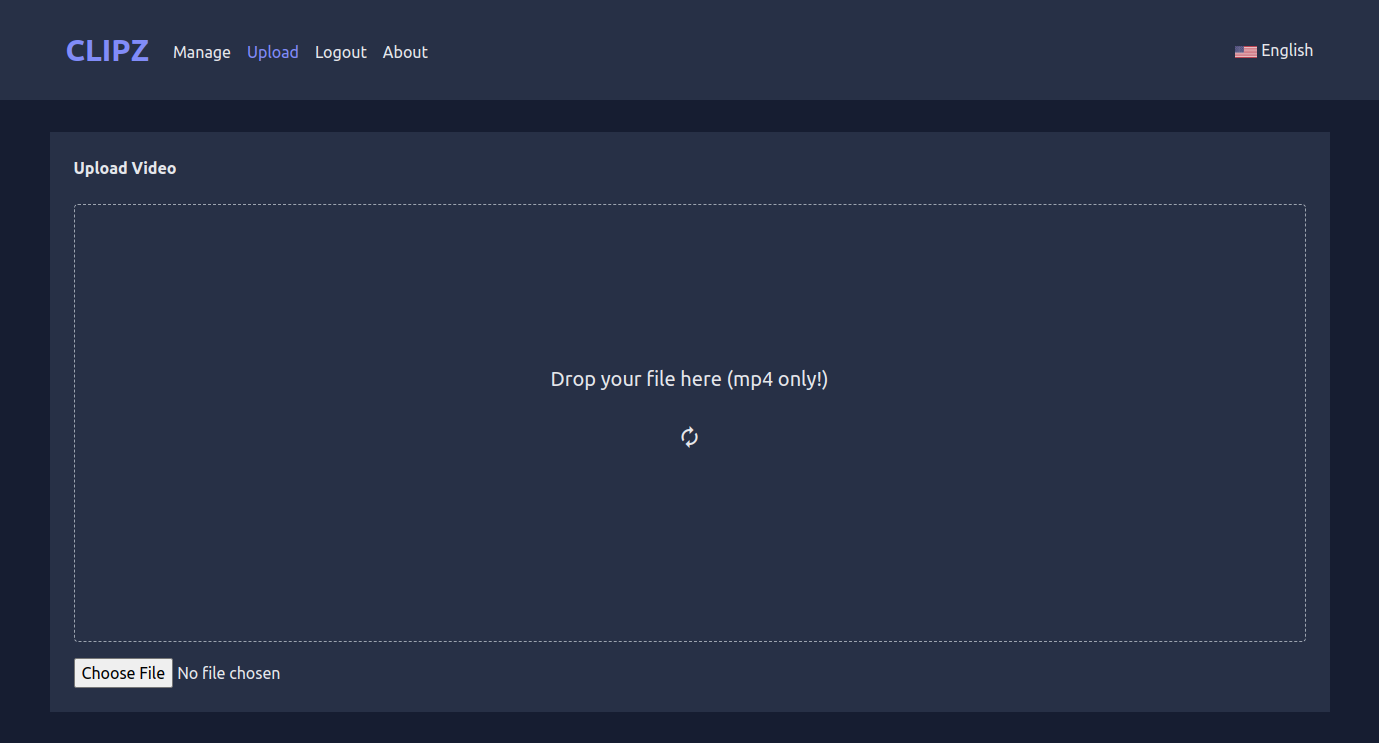 CLIPZ Manage Upload Logout About English
Upload Video
Drop your file here (mp4 only!)
Choose File No file chosen